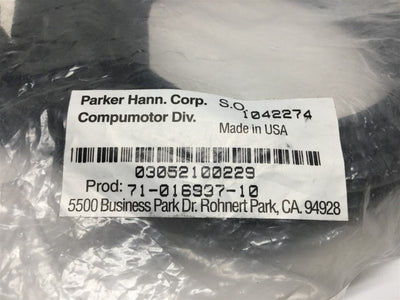 Parker Hann. Corp. S.O. 1042274
Compumotor Div. Made in USA
03052100229
Prod: 71-016937-10
5500 Business Park Dr. Rohnert Park, CA. 94928